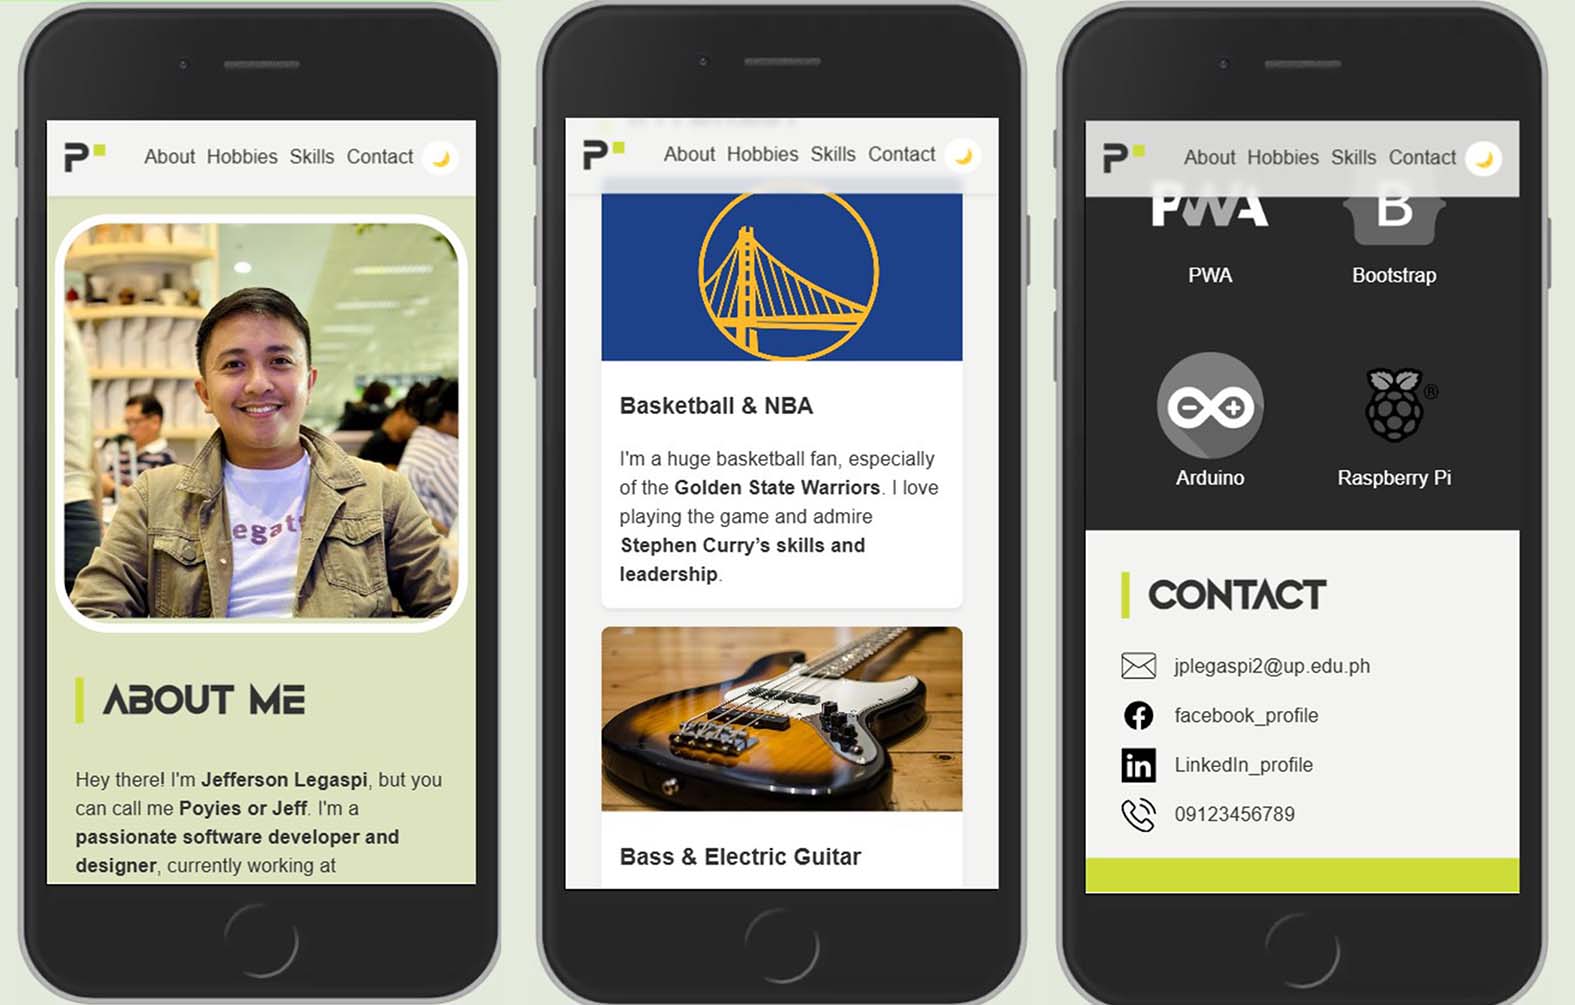 P
About Hobbies Skills Contact
egat
ABOUT ME
Hey there! I'm Jefferson Legaspi, but you
can call me Poyies or Jeff. I'm a
passionate software developer and
designer, currently working at
P
About Hobbies Skills Contact
Basketball & NBA
I'm a huge basketball fan, especially
of the Golden State Warriors. I love
playing the game and admire
Stephen Curry’s skills and
leadership.
Bass & Electric Guitar
P
About Hobbies Skills Contact
PWA
B
PWA
Bootstrap
®
Arduino
Raspberry Pi
CONTACT
jplegaspi2@up.edu.ph
facebook_profile
in
LinkedIn_profile
09123456789